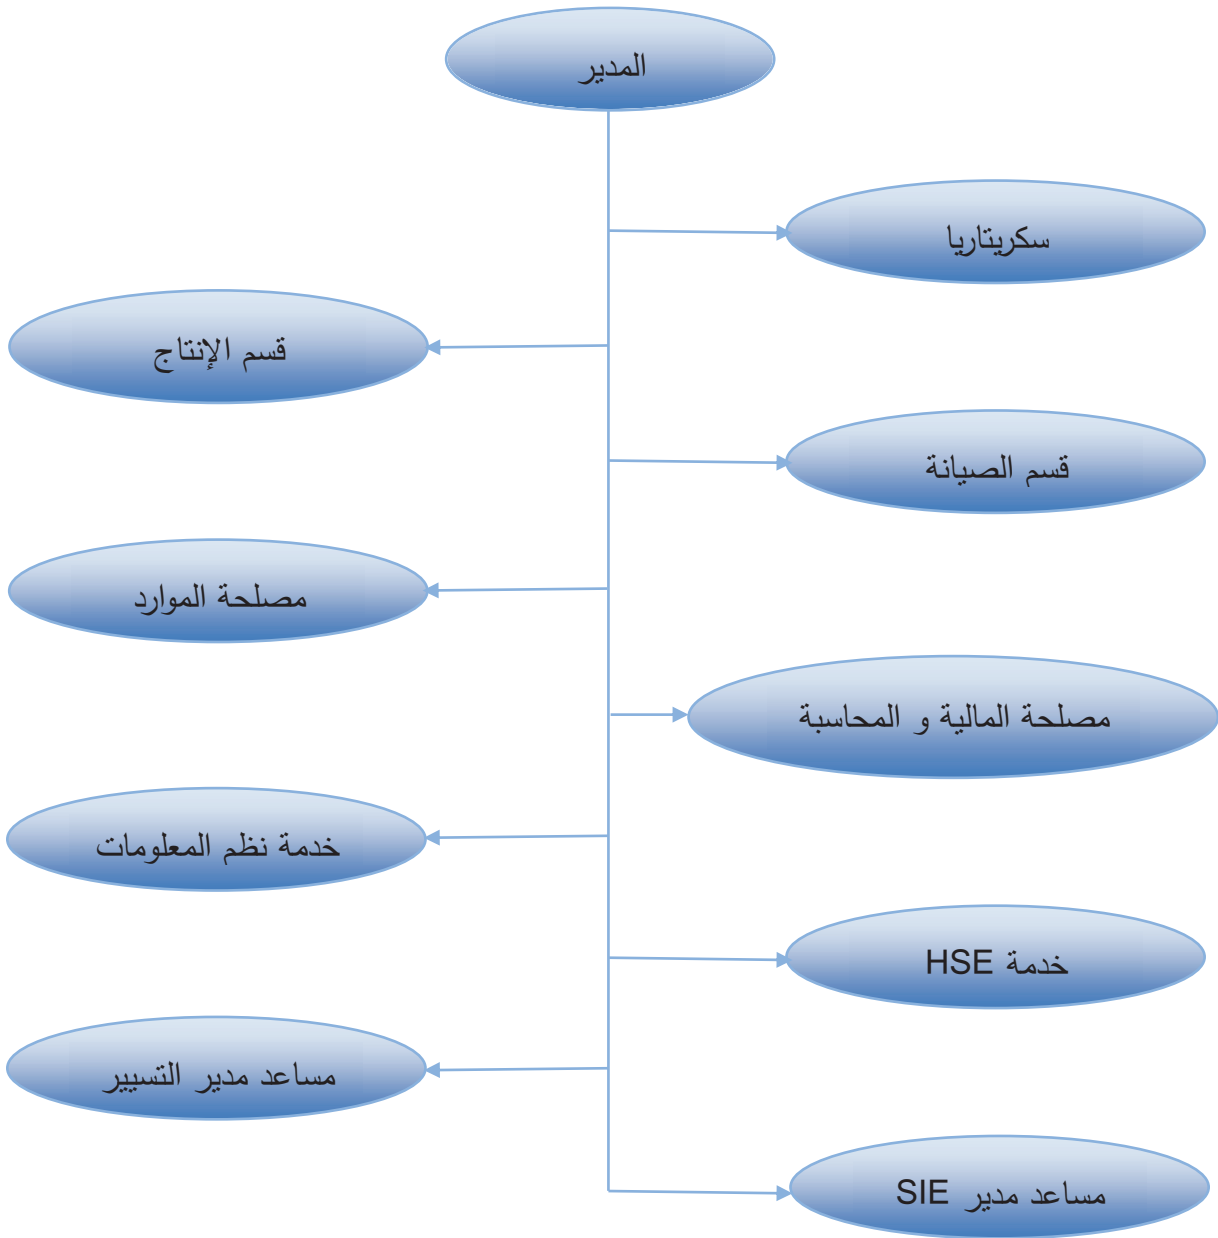 المدير
سكريتاريا
قسم الإنتاج
قسم الصيانة
مصلحة الموارد
مصلحة المالية و المحاسبة
خدمة نظم المعلومات
خدمة HSE
مساعد مدير التسيير
مساعد مدير SIE